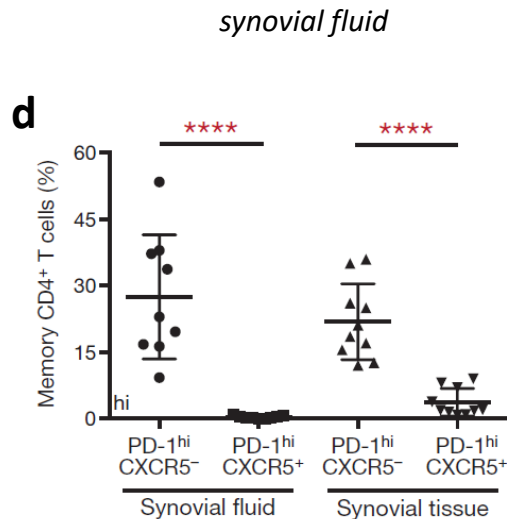 synovial fluid
d
**** ****
Memory CD4⁺ T cells (%)
60
45
30
15
0
hi
PD-1ʰⁱ PD-1ʰⁱ PD-1ʰⁱ PD-1ʰⁱ
CXCR5⁻ CXCR5⁺ CXCR5⁻ CXCR5⁺
Synovial fluid Synovial tissue